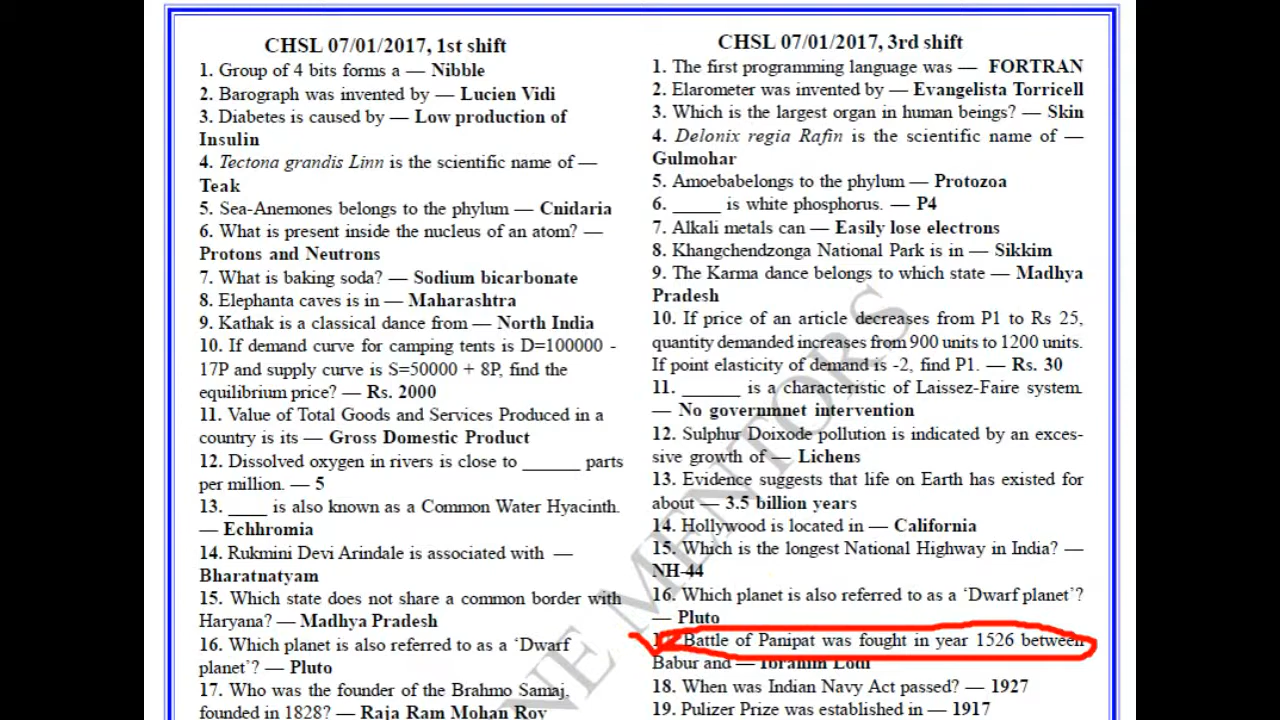 CHSL 07/01/2017, 1st shift
1. Group of 4 bits forms a — Nibble
2. Barograph was invented by — Lucien Vidi
3. Diabetes is caused by — Low production of
Insulin
4. Tectona grandis Linn is the scientific name of —
Teak
5. Sea-Anemones belongs to the phylum — Cnidaria
6. What is present inside the nucleus of an atom? —
Protons and Neutrons
7. What is baking soda? — Sodium bicarbonate
8. Elephanta caves is in — Maharashtra
9. Kathak is a classical dance from — North India
10. If demand curve for camping tents is D=100000 -
17P and supply curve is S=50000 + 8P, find the
equilibrium price? — Rs. 2000
11. Value of Total Goods and Services Produced in a
country is its — Gross Domestic Product
12. Dissolved oxygen in rivers is close to ______ parts
per million. — 5
13. ____ is also known as a Common Water Hyacinth.
— Echhromia
14. Rukmini Devi Arindale is associated with —
Bharatnatyam
15. Which state does not share a common border with
Haryana? — Madhya Pradesh
16. Which planet is also referred to as a ‘Dwarf
planet’? — Pluto
17. Who was the founder of the Brahmo Samaj,
founded in 1828? — Raja Ram Mohan Roy
CHSL 07/01/2017, 3rd shift
1. The first programming language was — FORTRAN
2. Elarometer was invented by — Evangelista Torricell
3. Which is the largest organ in human beings? — Skin
4. Delonix regia Rafin is the scientific name of —
Gulmohar
5. Amoebabelongs to the phylum — Protozoa
6. _____ is white phosphorus. — P4
7. Alkali metals can — Easily lose electrons
8. Khangchendzonga National Park is in — Sikkim
9. The Karma dance belongs to which state — Madhya
Pradesh
10. If price of an article decreases from P1 to Rs 25,
quantity demanded increases from 900 units to 1200 units.
If point elasticity of demand is -2, find P1. — Rs. 30
11. ______ is a characteristic of Laissez-Faire system.
— No governmnet intervention
12. Sulphur Doixode pollution is indicated by an exces-
sive growth of — Lichens
13. Evidence suggests that life on Earth has existed for
about — 3.5 billion years
14. Hollywood is located in — California
15. Which is the longest National Highway in India? —
NH-44
16. Which planet is also referred to as a ‘Dwarf planet’?
— Pluto
Battle of Panipat was fought in year 1526 between
Babur and — Ibrahim Lodi
18. When was Indian Navy Act passed? — 1927
19. Pulizer Prize was established in — 1917
NE MENTORS